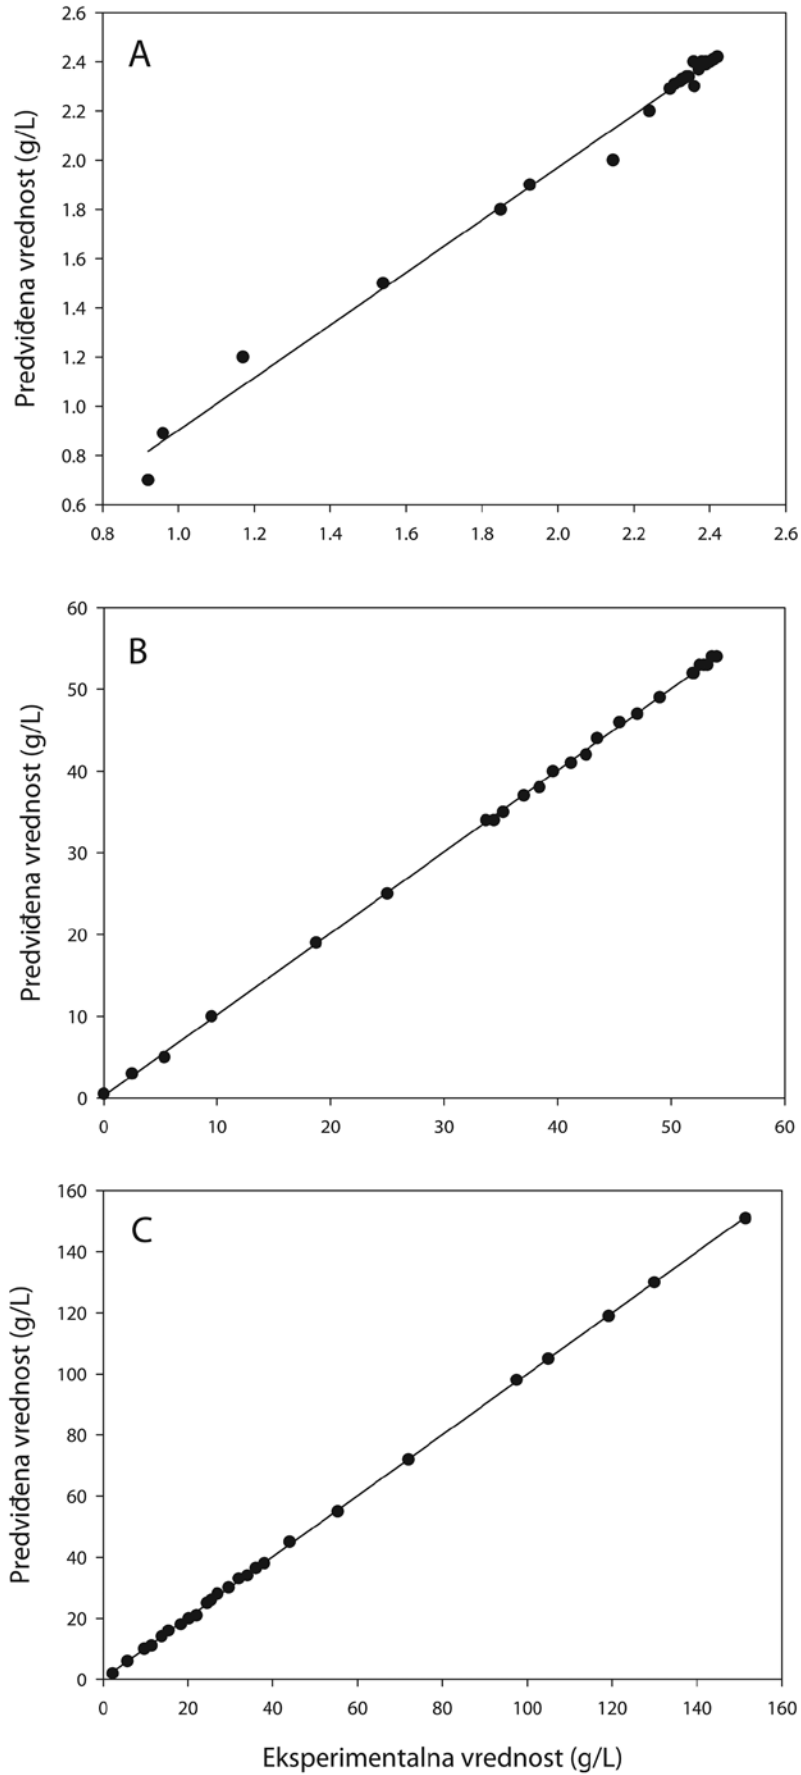 A
Predviđena vrednost (g/L)
2.6
2.4
2.2
2.0
1.8
1.6
1.4
1.2
1.0
0.8
0.6
0.8 1.0 1.2 1.4 1.6 1.8 2.0 2.2 2.4 2.6
B
Predviđena vrednost (g/L)
60
50
40
30
20
10
0
0 10 20 30 40 50 60
C
Predviđena vrednost (g/L)
160
140
120
100
80
60
40
20
0
0 20 40 60 80 100 120 140 160
Eksperimentalna vrednost (g/L)